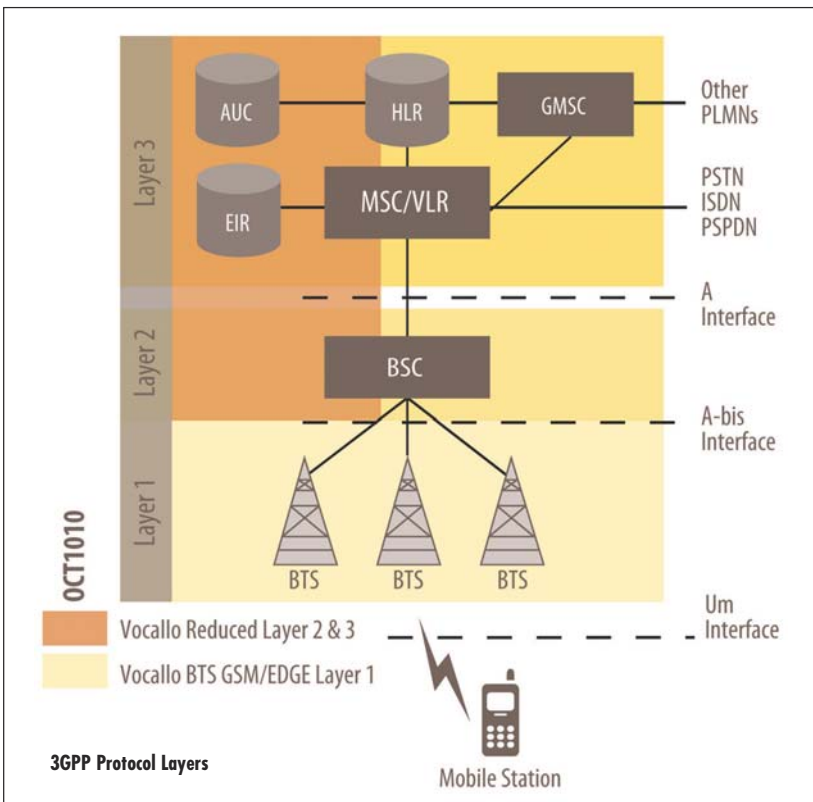 Layer 3
AUC
HLR
GMSC
Other
PLMNs
EIR
MSC/VLR
PSTN
ISDN
PSPDN
A
Interface
Layer 2
BSC
A-bis
Interface
Layer 1
BTS
BTS
BTS
OCT1010
Um
Interface
Vocallo Reduced Layer 2 & 3
Vocallo BTS GSM/EDGE Layer 1
3GPP Protocol Layers
Mobile Station